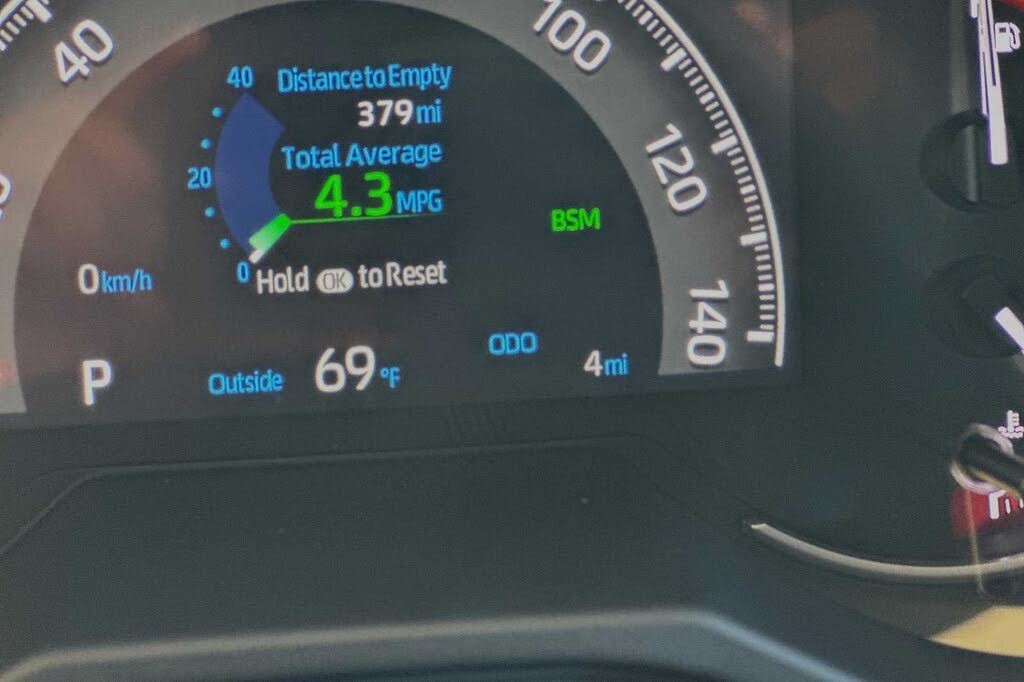 40
100
120
140
40
20
0
Distance to Empty
379 mi
Total Average
4.3 MPG
Hold OK to Reset
BSM
0 km/h
P
Outside 69 °F
ODO
4 mi